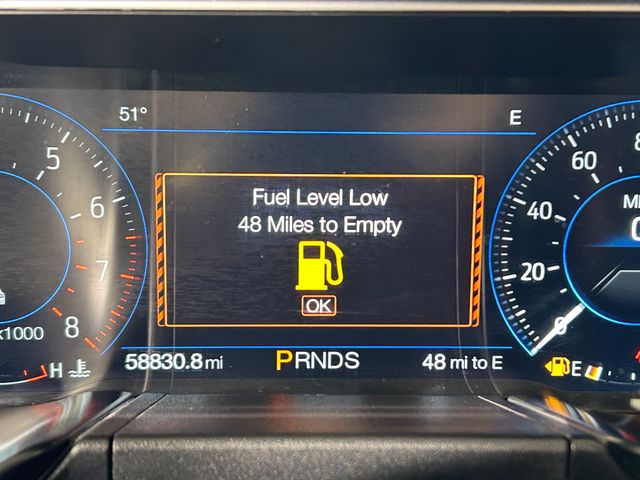 51°
E
5
6
7
8
x1000
H
Fuel Level Low
48 Miles to Empty
OK
58830.8 mi
PRNDS
48 mi to E
60
40
20
0
E